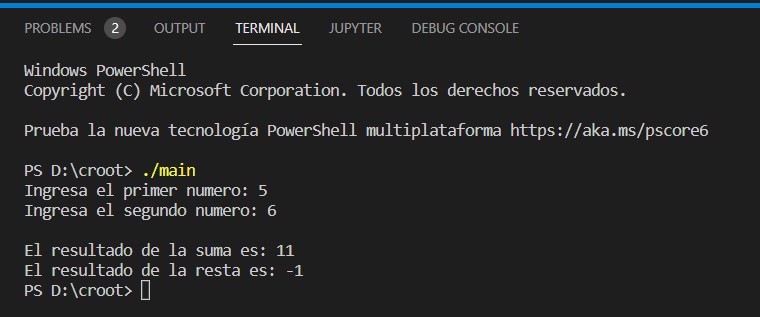 PROBLEMS 2 OUTPUT TERMINAL JUPYTER DEBUG CONSOLE
Windows PowerShell
Copyright (C) Microsoft Corporation. Todos los derechos reservados.
Prueba la nueva tecnología PowerShell multiplataforma https://aka.ms/pscore6
PS D:\croot> ./main
Ingresa el primer numero: 5
Ingresa el segundo numero: 6
El resultado de la suma es: 11
El resultado de la resta es: -1
PS D:\croot>